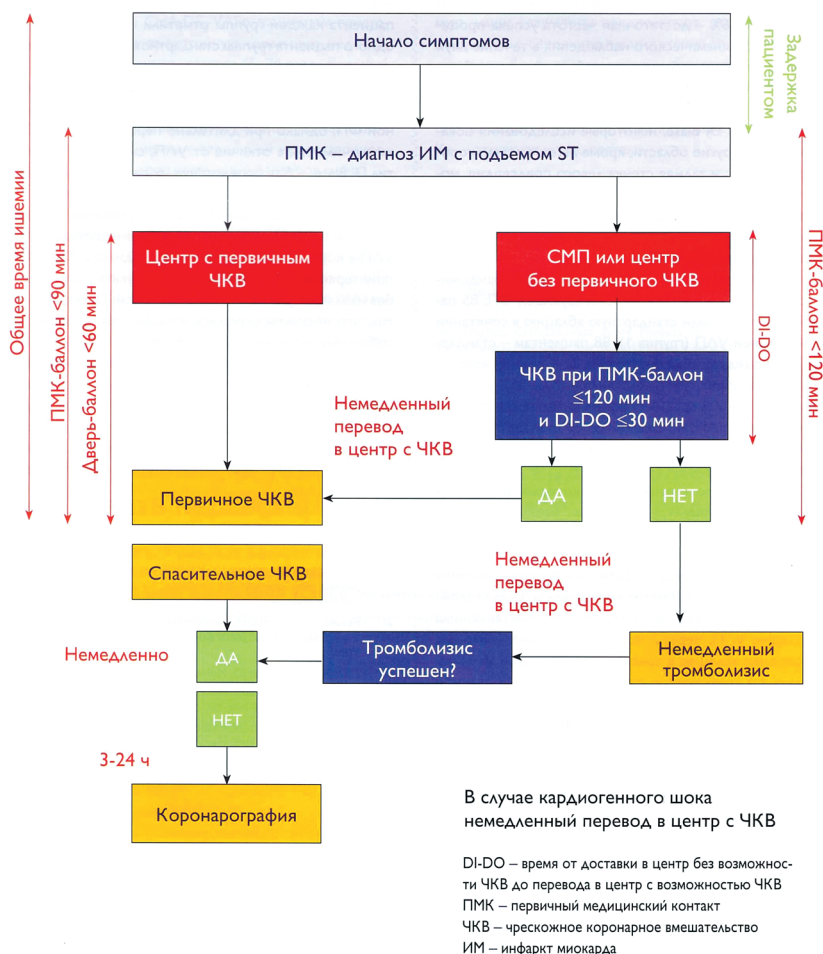 Начало симптомов
Задержка
пациентом
ПМК – диагноз ИМ с подъемом ST
Общее время ишемии
ПМК-баллон <90 мин
Дверь-баллон <60 мин
Центр с первичным
ЧКВ
СМП или центр
без первичного ЧКВ
DI-DO
ПМК-баллон <120 мин
ЧКВ при ПМК-баллон
≤120 мин
и DI-DO ≤30 мин
Немедленный
перевод
в центр с ЧКВ
Первичное ЧКВ
ДА
НЕТ
Спасительное ЧКВ
Немедленный
перевод
в центр с ЧКВ
Немедленно
ДА
Тромболизис
успешен?
Немедленный
тромболизис
НЕТ
3-24 ч
Коронарография
В случае кардиогенного шока
немедленный перевод в центр с ЧКВ
DI-DO – время от доставки в центр без возможнос-
ти ЧКВ до перевода в центр с возможностью ЧКВ
ПМК – первичный медицинский контакт
ЧКВ – чрескожное коронарное вмешательство
ИМ – инфаркт миокарда